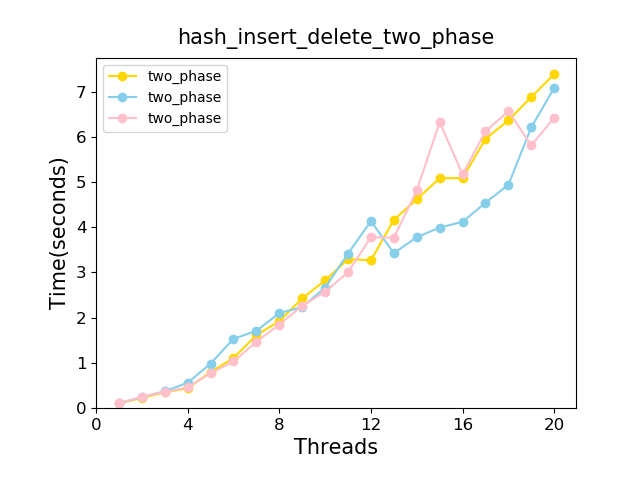 hash_insert_delete_two_phase
two_phase
two_phase
two_phase
Time(seconds)
7
6
5
4
3
2
1
0
0 4 8 12 16 20
Threads